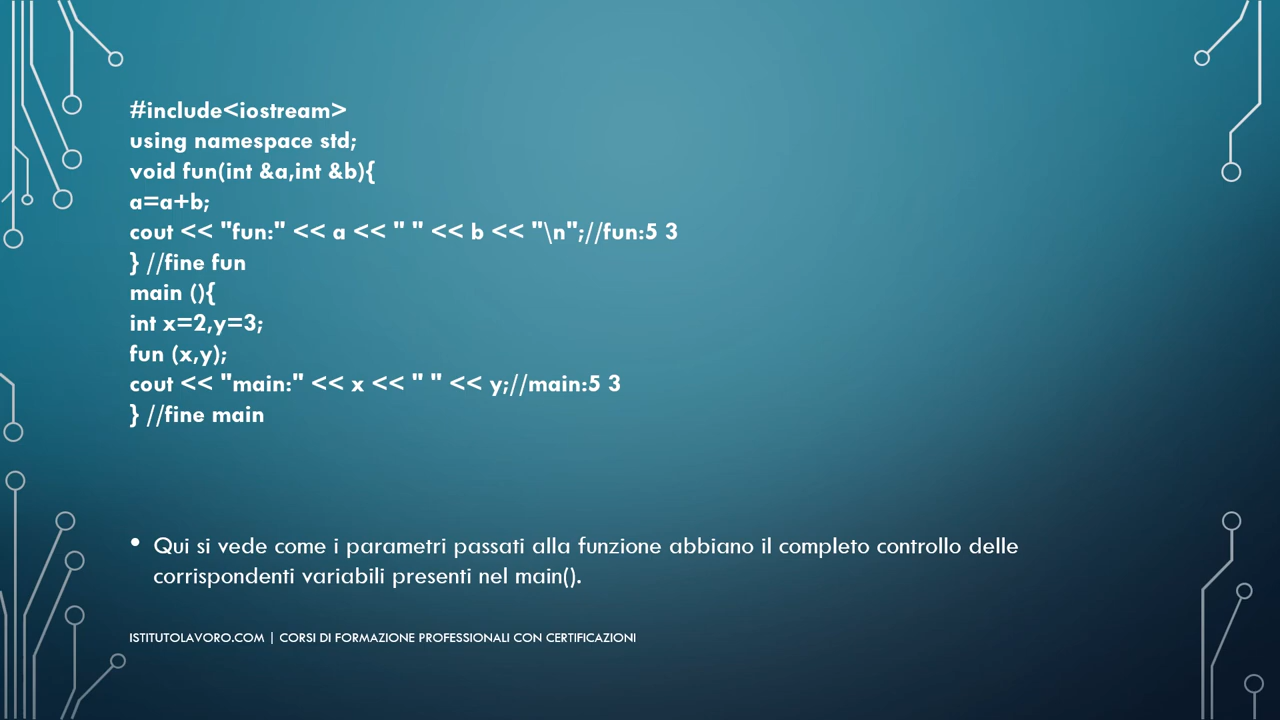 #include<iostream>
using namespace std;
void fun(int &a,int &b){
a=a+b;
cout << "fun:" << a << " " << b << "\n";//fun:5 3
} //fine fun
main (){
int x=2,y=3;
fun (x,y);
cout << "main:" << x << " " << y;//main:5 3
} //fine main
• Qui si vede come i parametri passati alla funzione abbiano il completo controllo delle
corrispondenti variabili presenti nel main().
ISTITUTOLAVORO.COM | CORSI DI FORMAZIONE PROFESSIONALI CON CERTIFICAZIONI